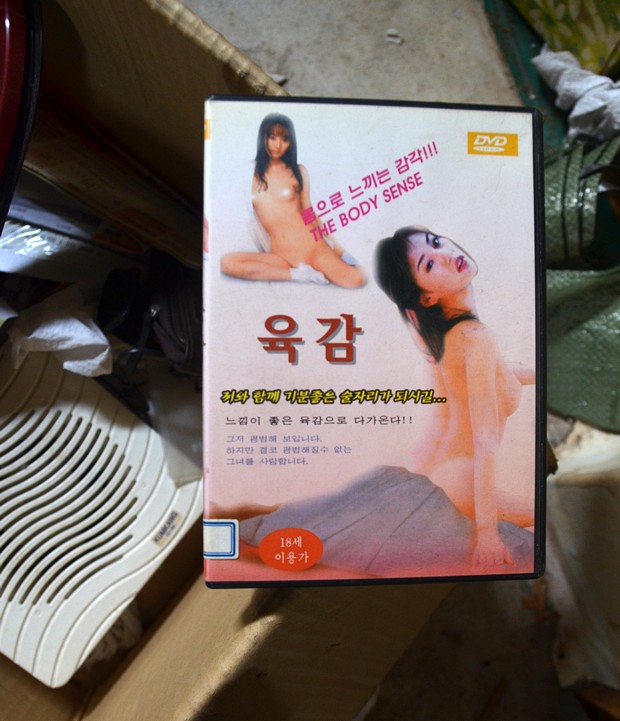 DVD
VIDEO
몸으로 느끼는 감각!!!
THE BODY SENSE
육감
저와 함께 기분좋은 술자리가 되시길...
느낌이 좋은 육감으로 다가온다!!
그저 평범해 보입니다.
하지만 결코 평범해질수 없는
그녀를 사랑합니다.
18세
이용가